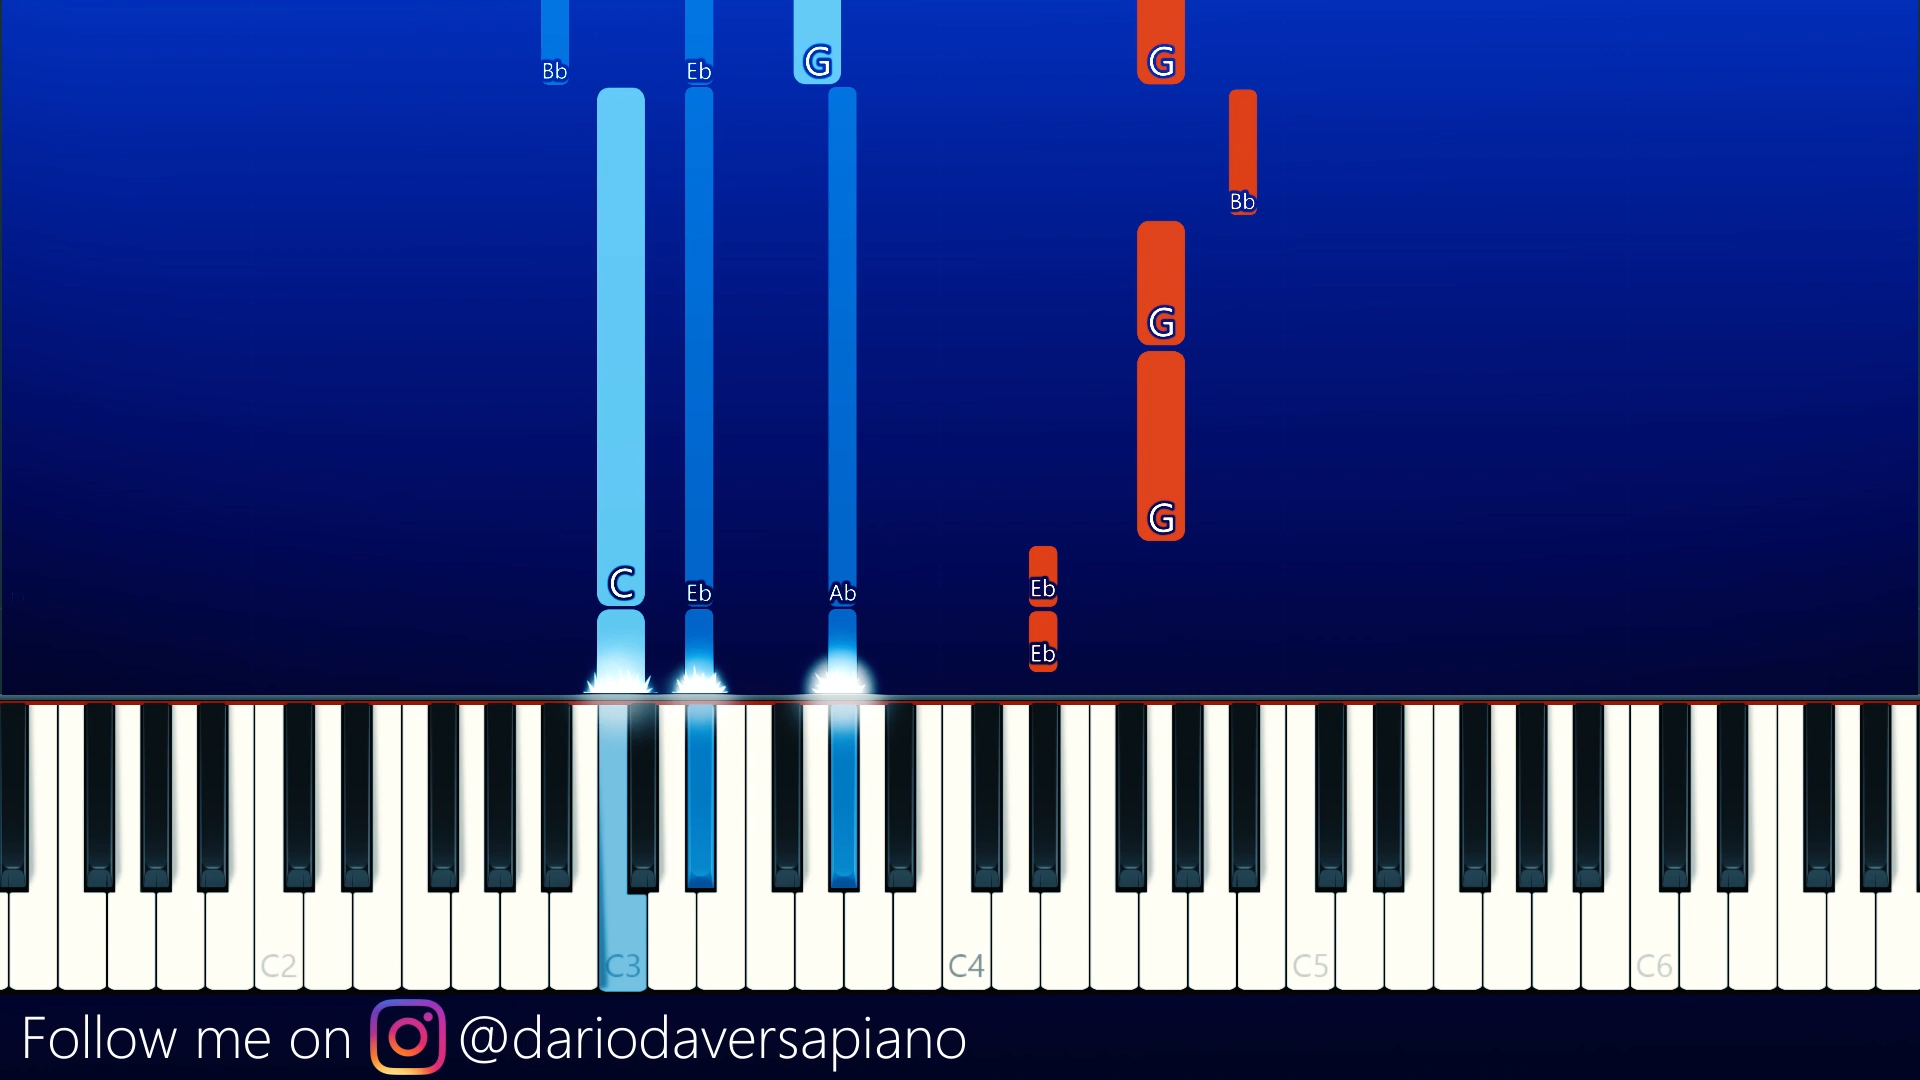 Bb Eb G G
Bb
G
G
C Eb Ab Eb
Eb
C2 C3 C4 C5 C6
Follow me on @dariodaversapiano